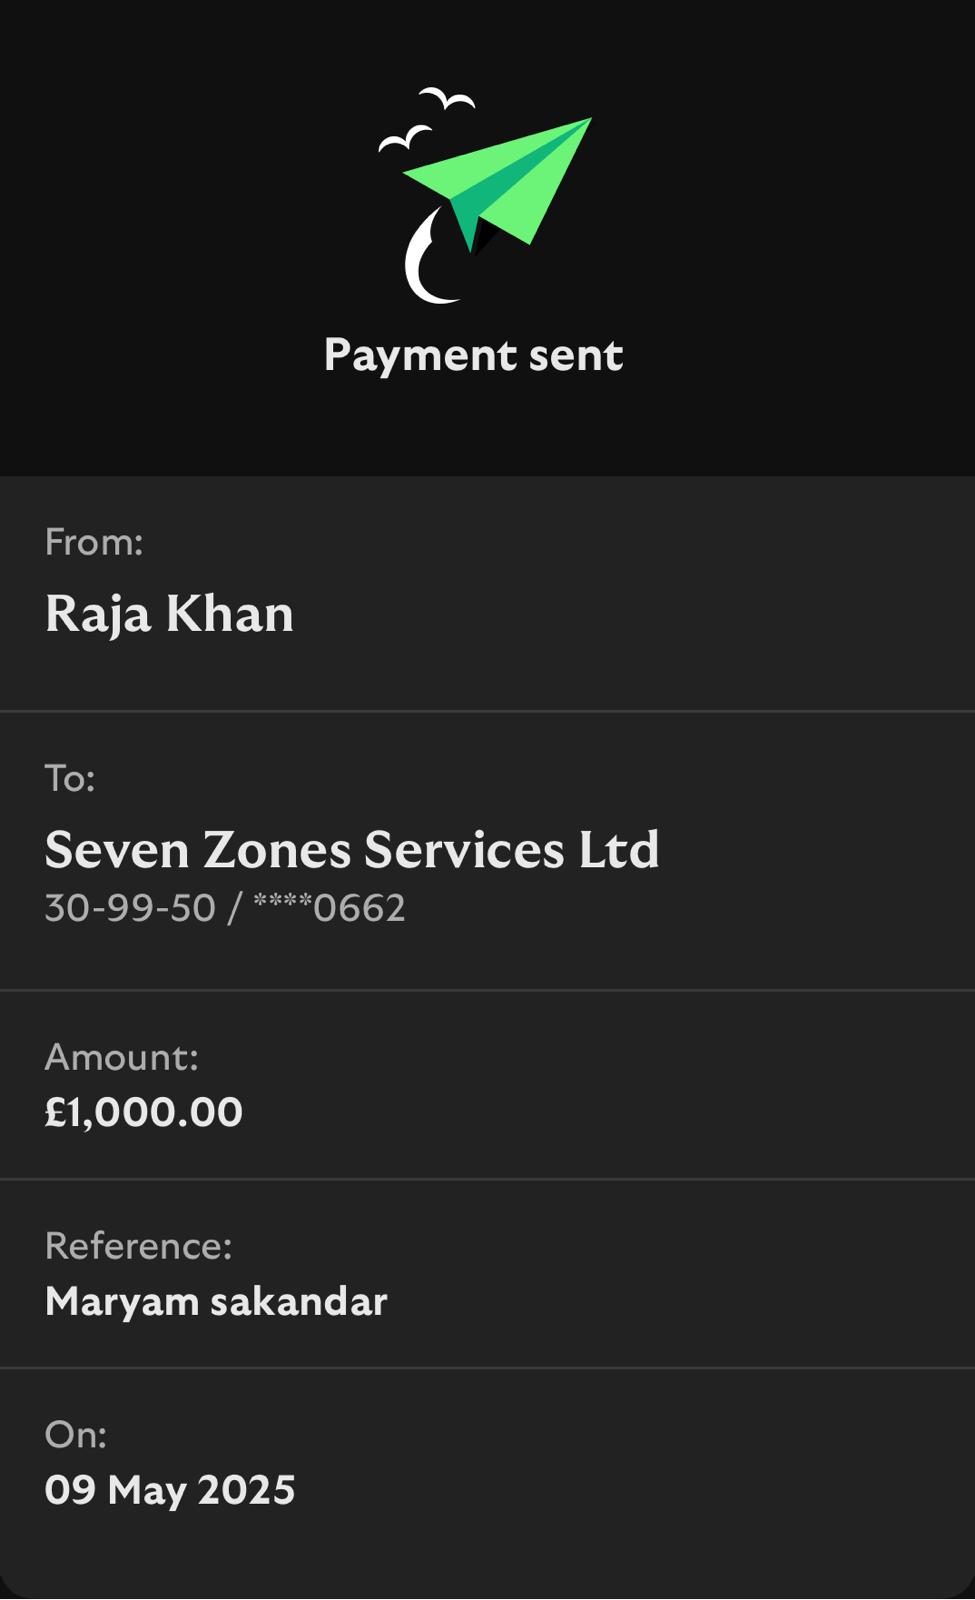 Payment sent
From:
Raja Khan
To:
Seven Zones Services Ltd
30-99-50 / ****0662
Amount:
£1,000.00
Reference:
Maryam sakandar
On:
09 May 2025